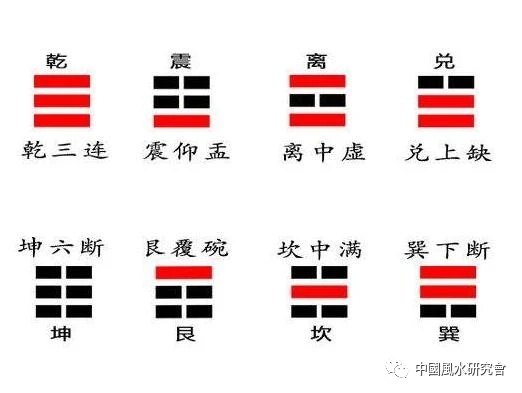 乾 震 离 兑
乾三连 震仰盂 离中虚 兑上缺
坤六断 艮覆碗 坎中满 巽下断
坤 艮 坎 巽
中國風水研究會